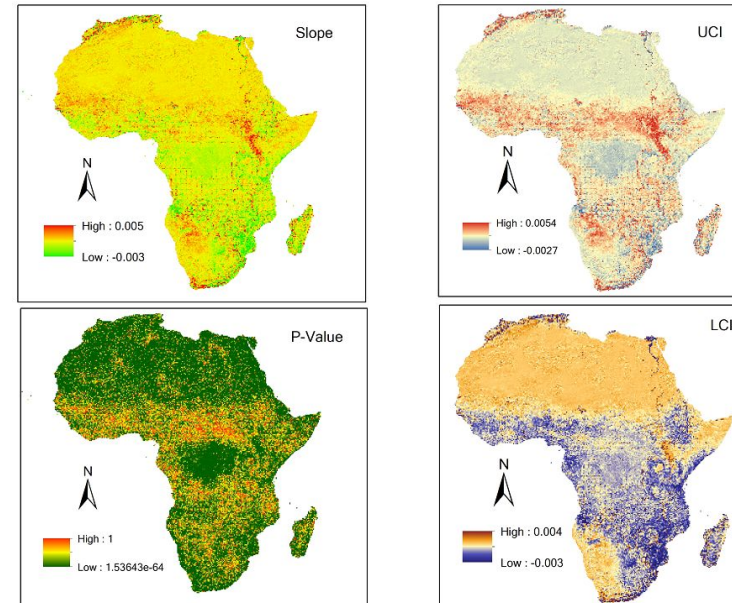 Slope
N
High : 0.005
Low : -0.003
UCI
N
High : 0.0054
Low : -0.0027
P-Value
N
High : 1
Low : 1.53643e-64
LCI
N
High : 0.004
Low : -0.003